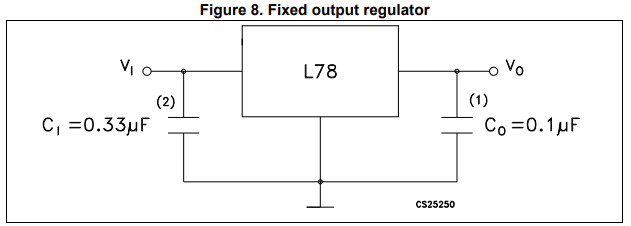 Figure 8. Fixed output regulator
L78
VI
VO
(2)
(1)
CI =0.33μF
CO=0.1μF
CS25250